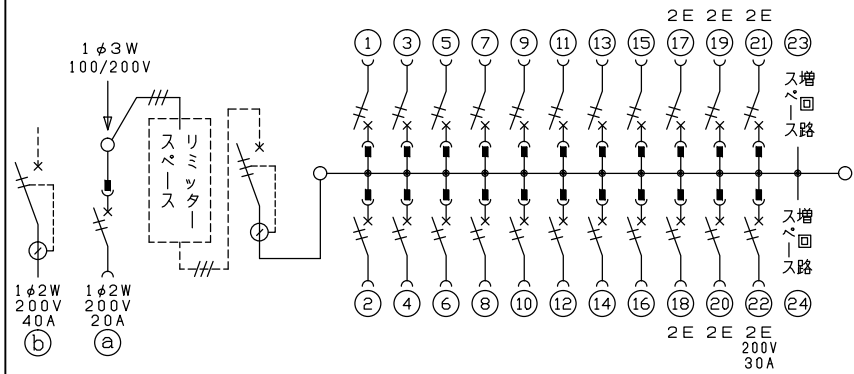 2E 2E 2E
1φ3W
100/200V
① ③ ⑤ ⑦ ⑨ ⑪ ⑬ ⑮ ⑰ ⑲ ㉑ ㉓
増回路
スペース
リミッター
スペース
増回路
スペース
1φ2W
200V
40A
ⓑ
1φ2W
200V
20A
ⓐ
② ④ ⑥ ⑧ ⑩ ⑫ ⑭ ⑯ ⑱ ⑳ ㉒ ㉔
2E 2E 2E
200V
30A